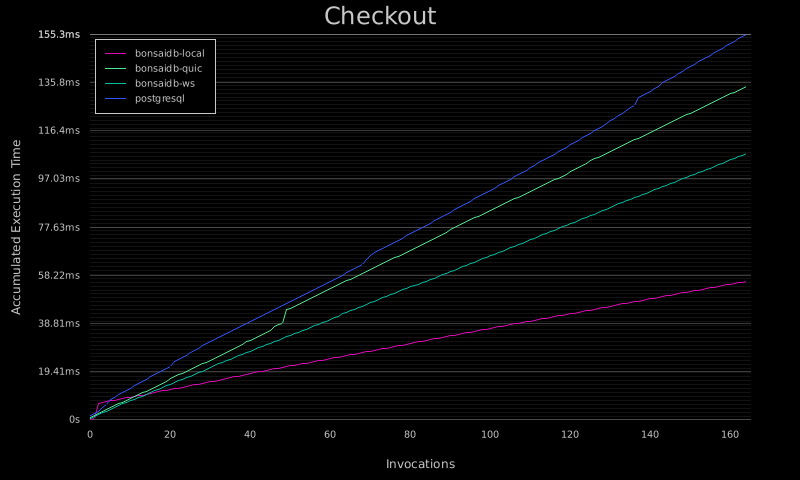 Checkout
155.3ms
135.8ms
116.4ms
97.03ms
77.63ms
58.22ms
38.81ms
19.41ms
0s
Accumulated Execution Time
bonsaidb-local
bonsaidb-quic
bonsaidb-ws
postgresql
0 20 40 60 80 100 120 140 160
Invocations